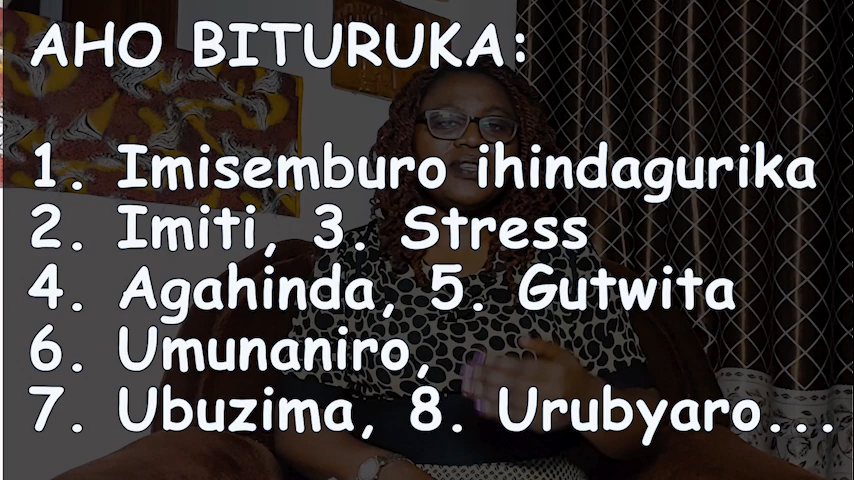 AHO BITURUKA:
1. Imisemburo ihindagurika
2. Imiti, 3. Stress
4. Agahinda, 5. Gutwita
6. Umunaniro,
7. Ubuzima, 8. Urubyaro...